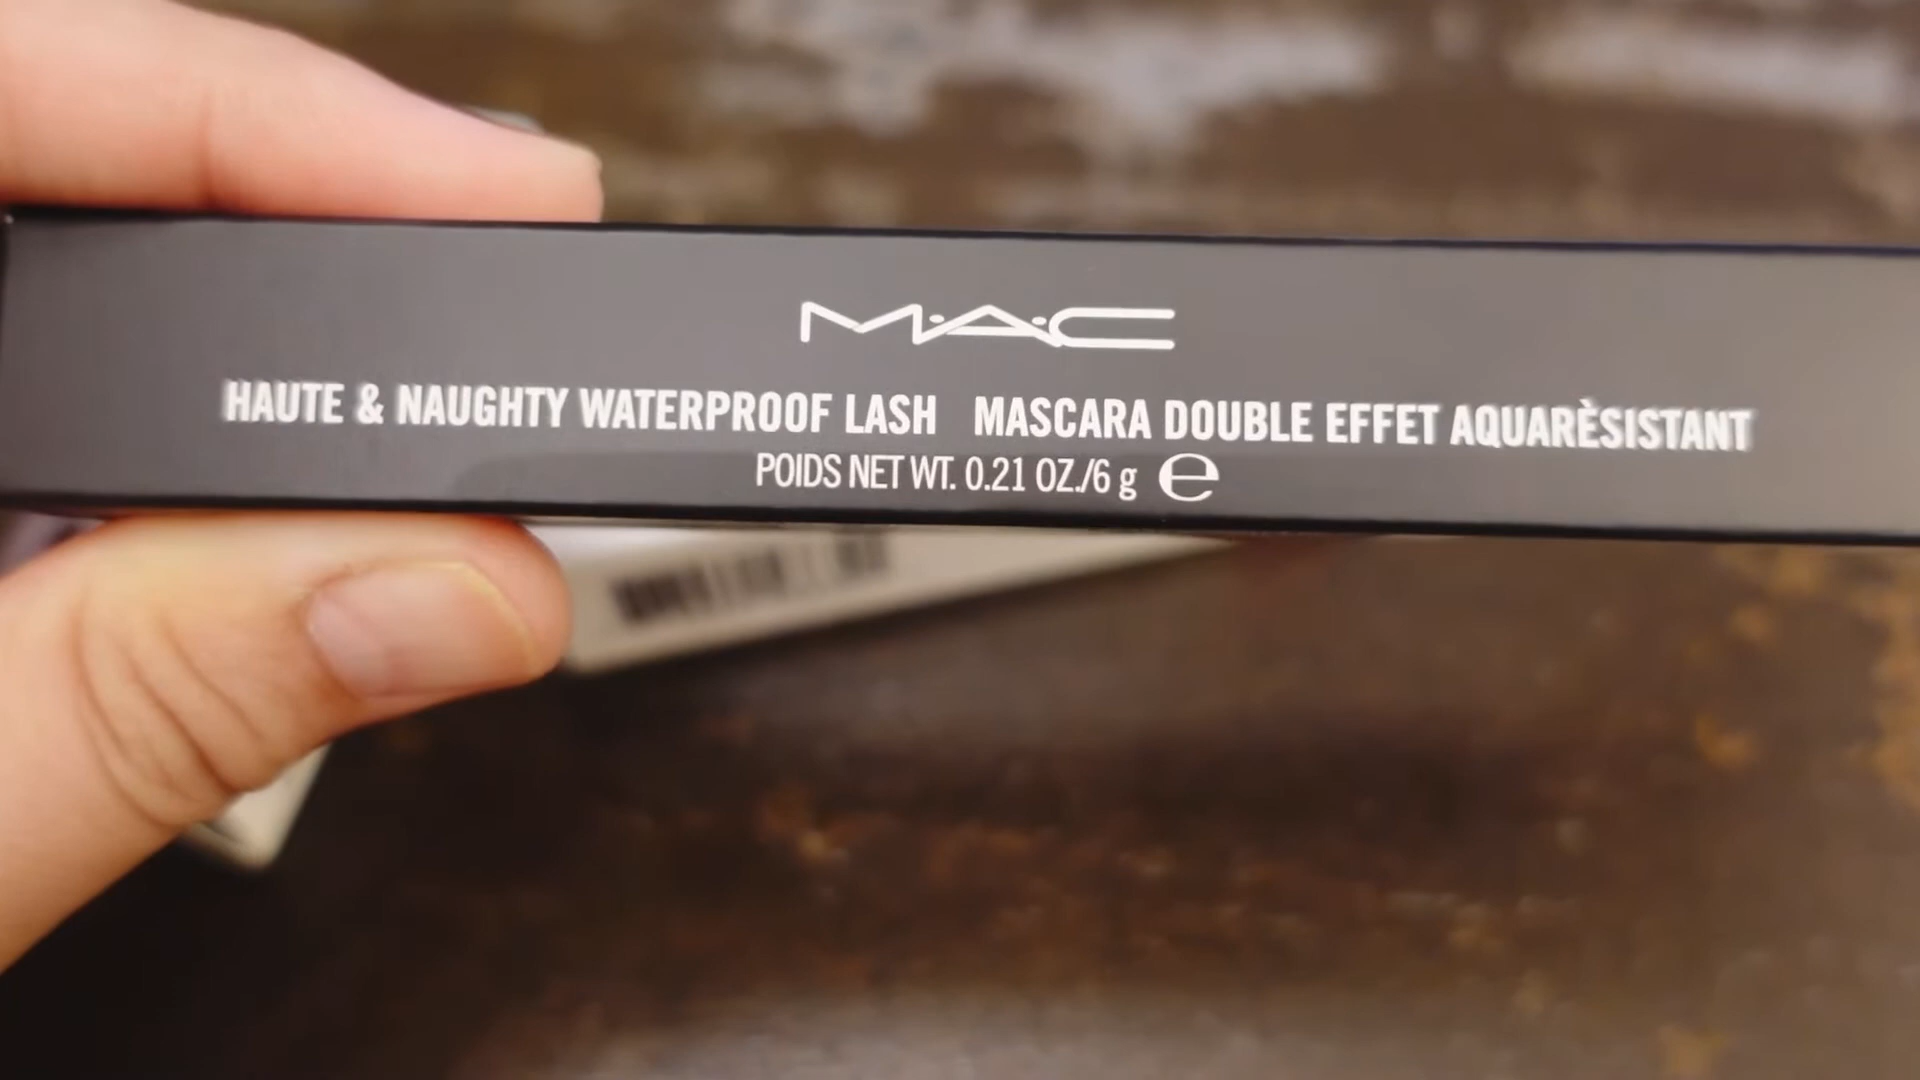 M·A·C
HAUTE & NAUGHTY WATERPROOF LASH MASCARA DOUBLE EFFET AQUARÈSISTANT
POIDS NET WT. 0.21 OZ./6 g ℮